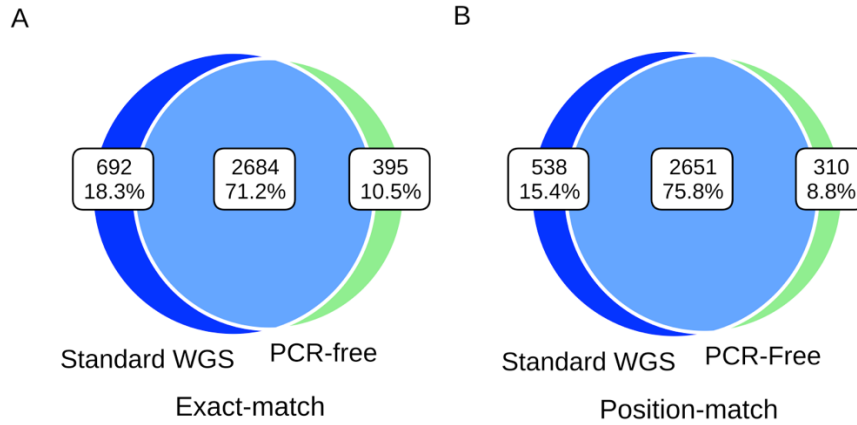 A
692
18.3%
2684
71.2%
395
10.5%
Standard WGS
PCR-free
Exact-match
B
538
15.4%
2651
75.8%
310
8.8%
Standard WGS
PCR-Free
Position-match